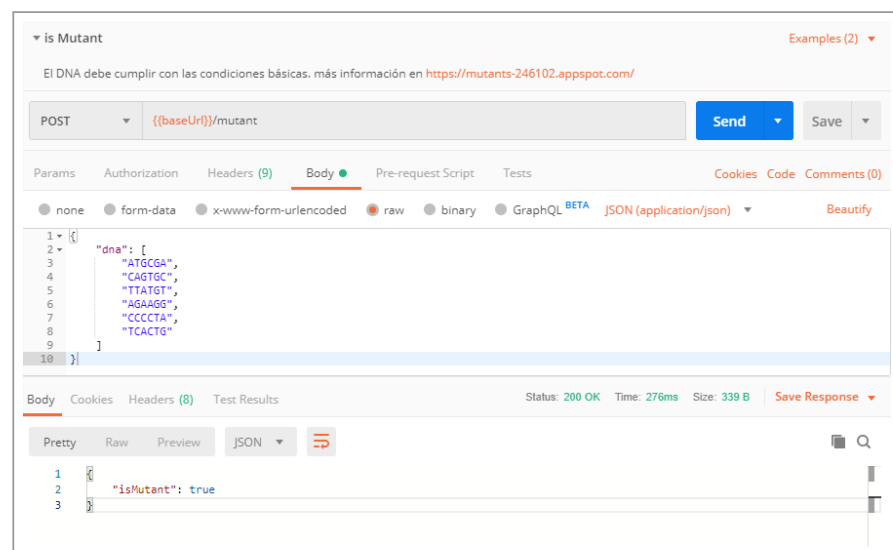 is Mutant Examples (2)
El DNA debe cumplir con las condiciones básicas. más información en https://mutants-246102.appspot.com/
POST {{baseUrl}}/mutant Send Save
Params Authorization Headers (9) Body Pre-request Script Tests Cookies Code Comments (0)
none form-data x-www-form-urlencoded raw binary GraphQL BETA JSON (application/json) Beautify
1 {
2 "dna": [
3 "ATGCGA",
4 "CAGTGC",
5 "TTATGT",
6 "AGAAGG",
7 "CCCCTA",
8 "TCACTG"
9 ]
10 }
Body Cookies Headers (8) Test Results Status: 200 OK Time: 276ms Size: 339 B Save Response
Pretty Raw Preview JSON
1 {
2 "isMutant": true
3 }